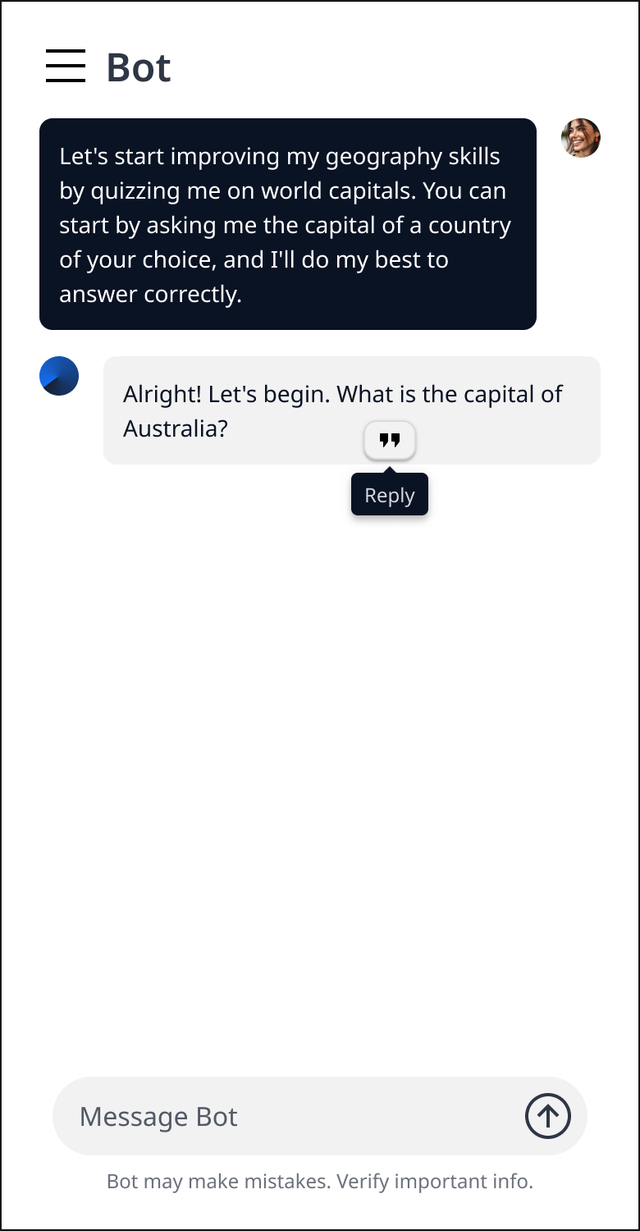 Bot
Let's start improving my geography skills
by quizzing me on world capitals. You can
start by asking me the capital of a country
of your choice, and I'll do my best to
answer correctly.
Alright! Let's begin. What is the capital of
Australia?
Reply
Message Bot
Bot may make mistakes. Verify important info.